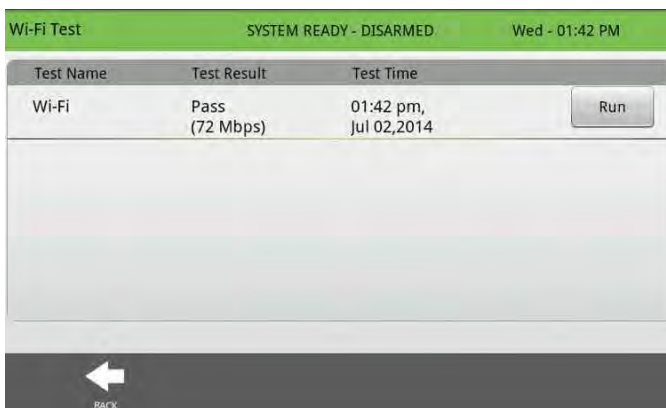 Wi-Fi Test SYSTEM READY - DISARMED Wed - 01:42 PM
Test Name Test Result Test Time
Wi-Fi Pass 01:42 pm, Run
(72 Mbps) Jul 02,2014
BACK